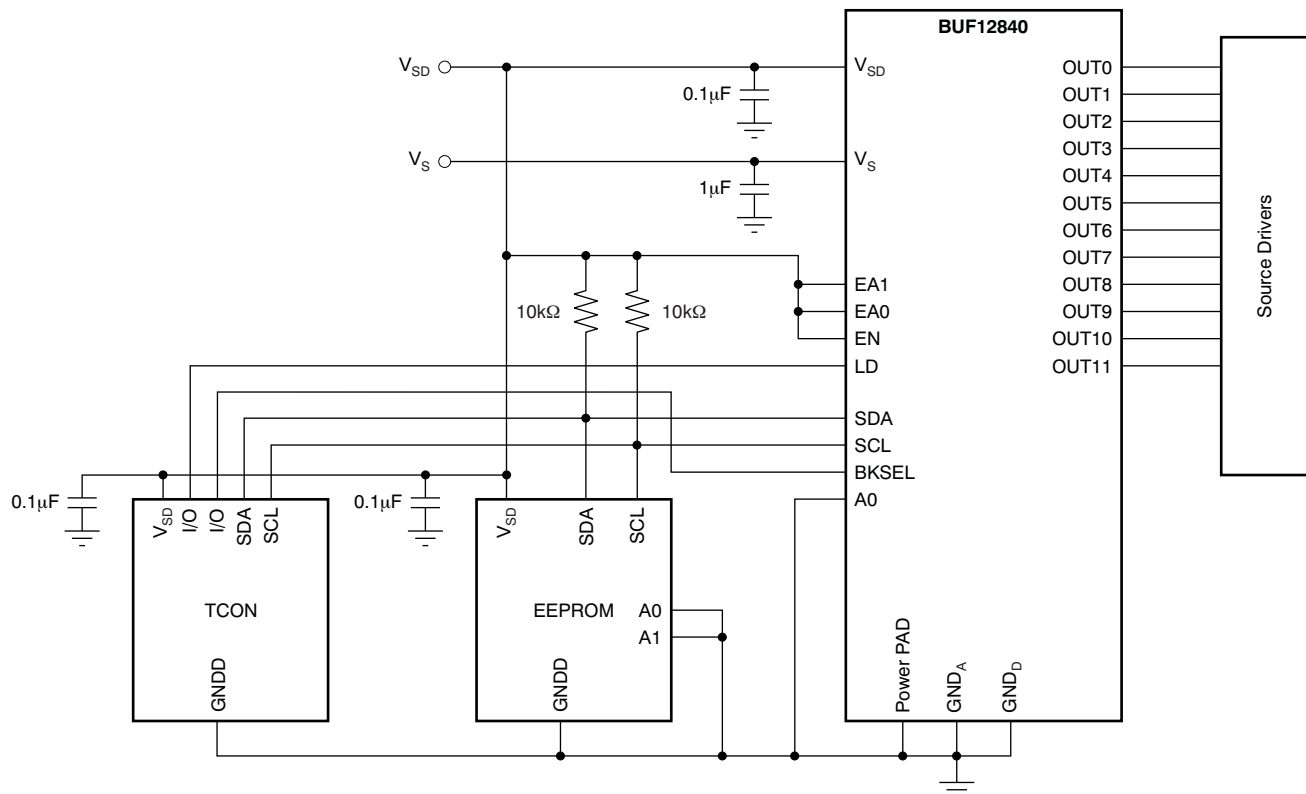 BUF12840
V_SD
0.1µF
V_SD
V_S
1µF
V_S
10kΩ
10kΩ
EA1
EA0
EN
LD
SDA
SCL
BKSEL
A0
OUT0
OUT1
OUT2
OUT3
OUT4
OUT5
OUT6
OUT7
OUT8
OUT9
OUT10
OUT11
Source Drivers
0.1µF
V_SD
I/O
I/O
SDA
SCL
TCON
GNDD
0.1µF
V_SD
SDA
SCL
EEPROM
A0
A1
GNDD
Power PAD
GND_A
GND_D